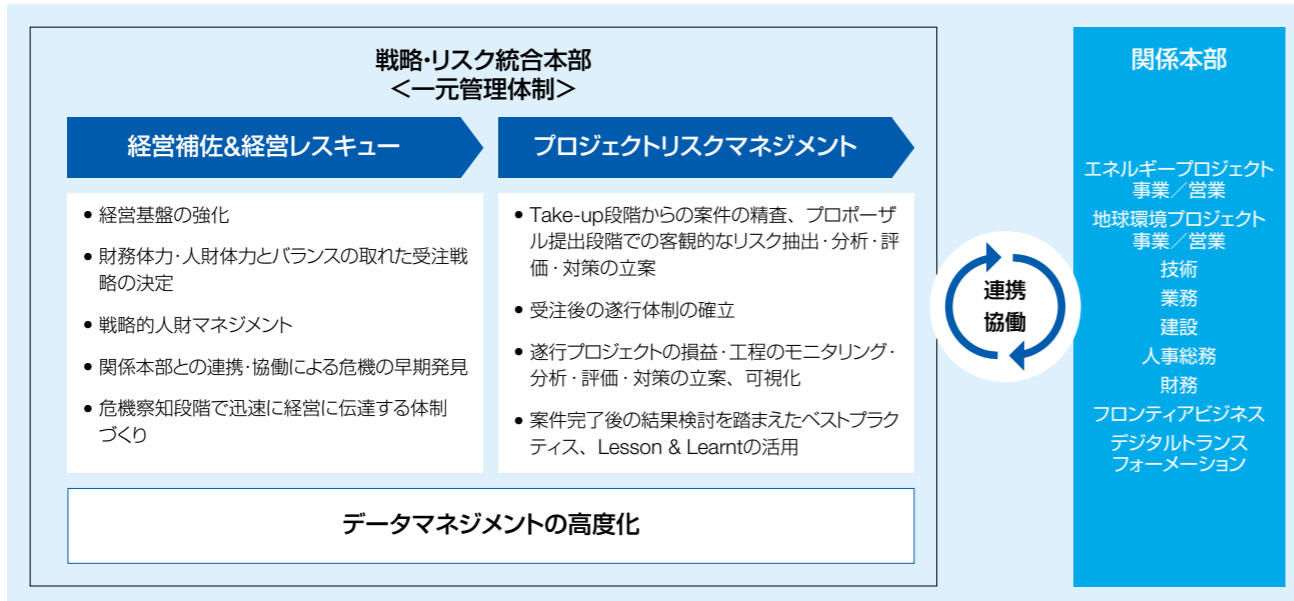 戦略・リスク統合本部
＜一元管理体制＞
経営補佐&経営レスキュー
● 経営基盤の強化
● 財務体力・人財体力とバランスの取れた受注戦
略の決定
● 戦略的人財マネジメント
● 関係本部との連携・協働による危機の早期発見
● 危機察知段階で迅速に経営に伝達する体制
づくり
プロジェクトリスクマネジメント
● Take-up段階からの案件の精査、プロポーザ
ル提出段階での客観的なリスク抽出・分析・評
価・対策の立案
● 受注後の遂行体制の確立
● 遂行プロジェクトの損益・工程のモニタリング・
分析・評価・対策の立案、可視化
● 案件完了後の結果検討を踏まえたベストプラク
ティス、Lesson & Learntの活用
データマネジメントの高度化
連携
協働
関係本部
エネルギープロジェクト
事業／営業
地球環境プロジェクト
事業／営業
技術
業務
建設
人事総務
財務
フロンティアビジネス
デジタルトランス
フォーメーション